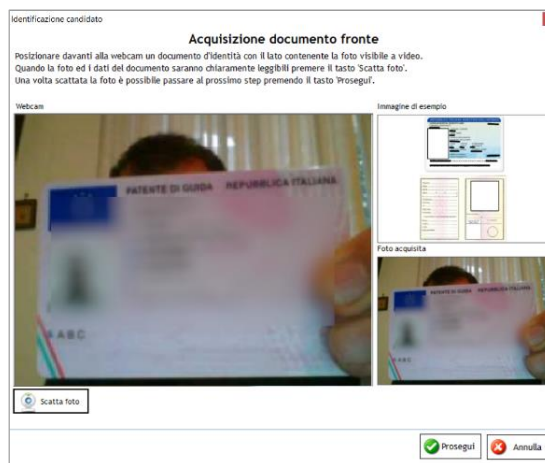 Identificazione candidato
Acquisizione documento fronte
Posizionare davanti alla webcam un documento d'identità con il lato contenente la foto visibile a video.
Quando la foto ed i dati del documento saranno chiaramente leggibili premere il tasto 'Scatta foto'.
Una volta scattata la foto è possibile passare al prossimo step premendo il tasto 'Prosegui'.
Webcam
PATENTE DI GUIDA REPUBBLICA ITALIANA
A B C
Scatta foto
Immagine di esempio
Foto acquisita
PATENTE DI GUIDA REPUBBLICA ITALIANA
A B C
Prosegui
Annulla